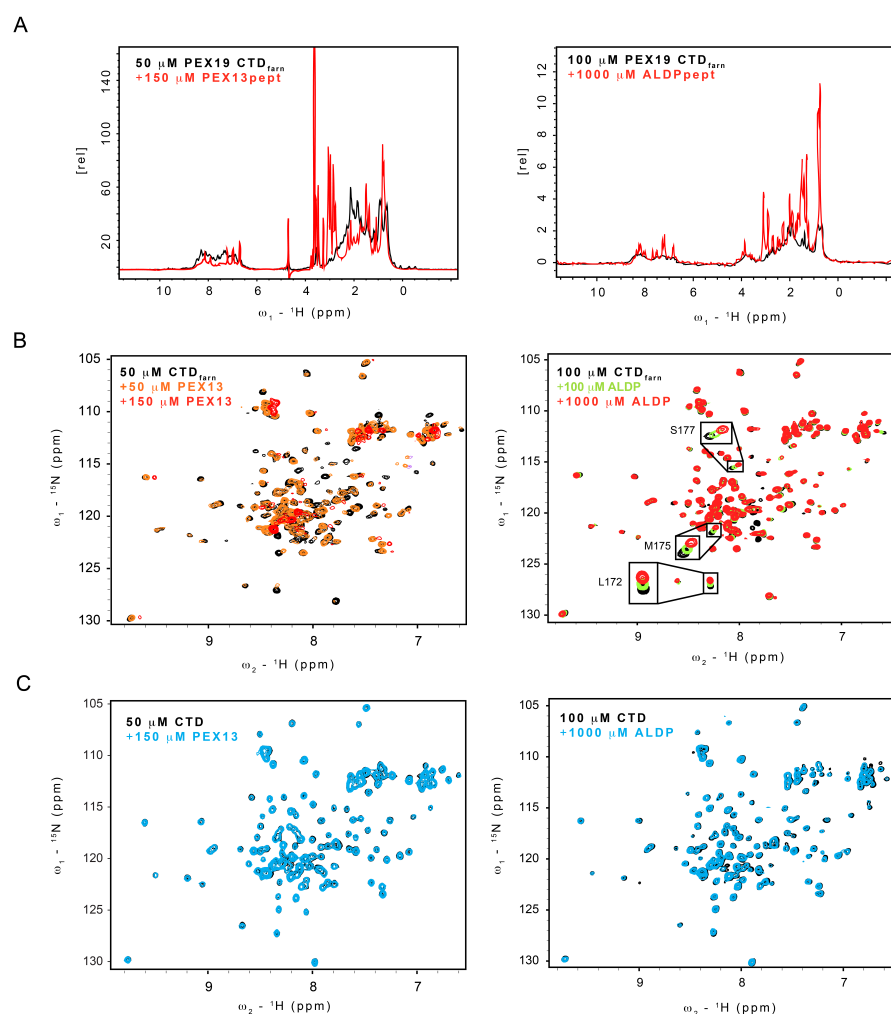 A
50 µM PEX19 CTDfarn
+150 µM PEX13pept
[rel]
140
100
60
20
10
8
6
4
2
0
ω1 - 1H (ppm)
100 µM PEX19 CTDfarn
+1000 µM ALDPpept
[rel]
12
10
8
6
4
2
0
10
8
6
4
2
0
ω1 - 1H (ppm)
B
50 µM CTDfarn
+50 µM PEX13
+150 µM PEX13
ω1 - 15N (ppm)
105
110
115
120
125
130
9
8
7
ω2 - 1H (ppm)
100 µM CTDfarn
+100 µM ALDP
+1000 µM ALDP
S177
M175
L172
ω1 - 15N (ppm)
105
110
115
120
125
130
9
8
7
ω2 - 1H (ppm)
C
50 µM CTD
+150 µM PEX13
ω1 - 15N (ppm)
105
110
115
120
125
130
9
8
7
ω2 - 1H (ppm)
100 µM CTD
+1000 µM ALDP
ω1 - 15N (ppm)
105
110
115
120
125
130
9
8
7
ω2 - 1H (ppm)